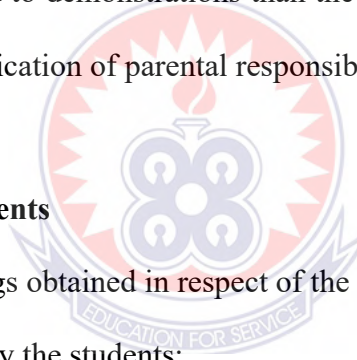 to demonstrations than the
ication of parental responsib
ents
gs obtained in respect of the
EDUCATION FOR SERVICE
y the students: